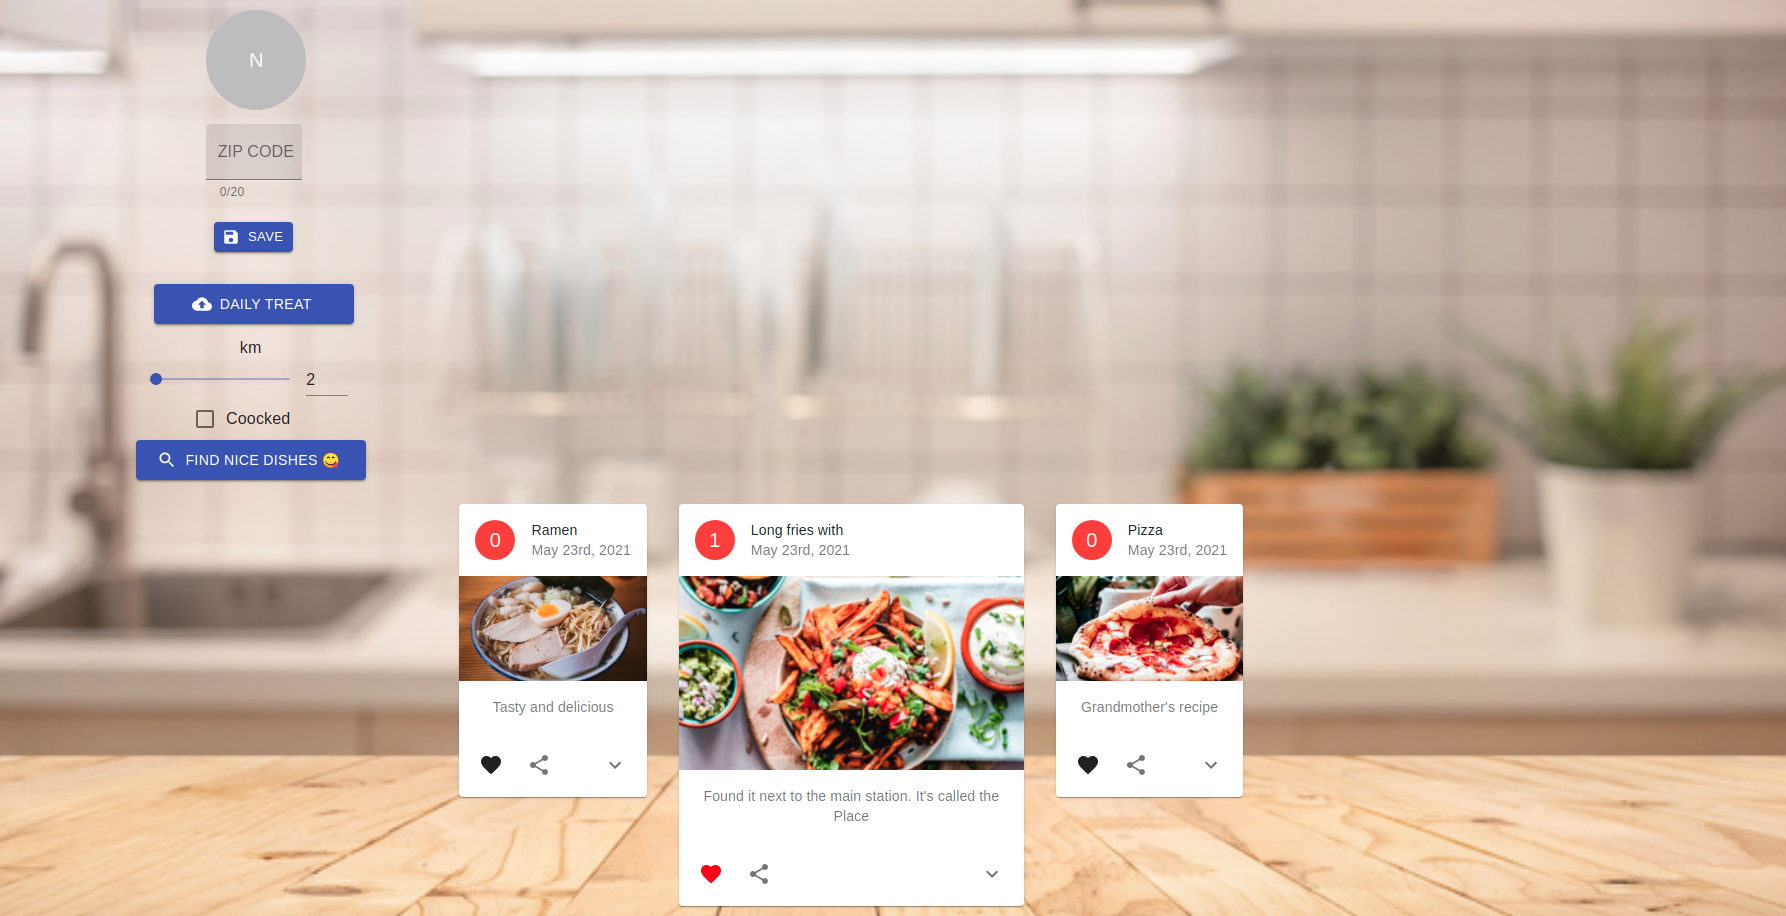 N
ZIP CODE
0/20
SAVE
DAILY TREAT
km
2
Coocked
FIND NICE DISHES 😋
0
Ramen
May 23rd, 2021
Tasty and delicious
1
Long fries with
May 23rd, 2021
Found it next to the main station. It's called the
Place
0
Pizza
May 23rd, 2021
Grandmother's recipe